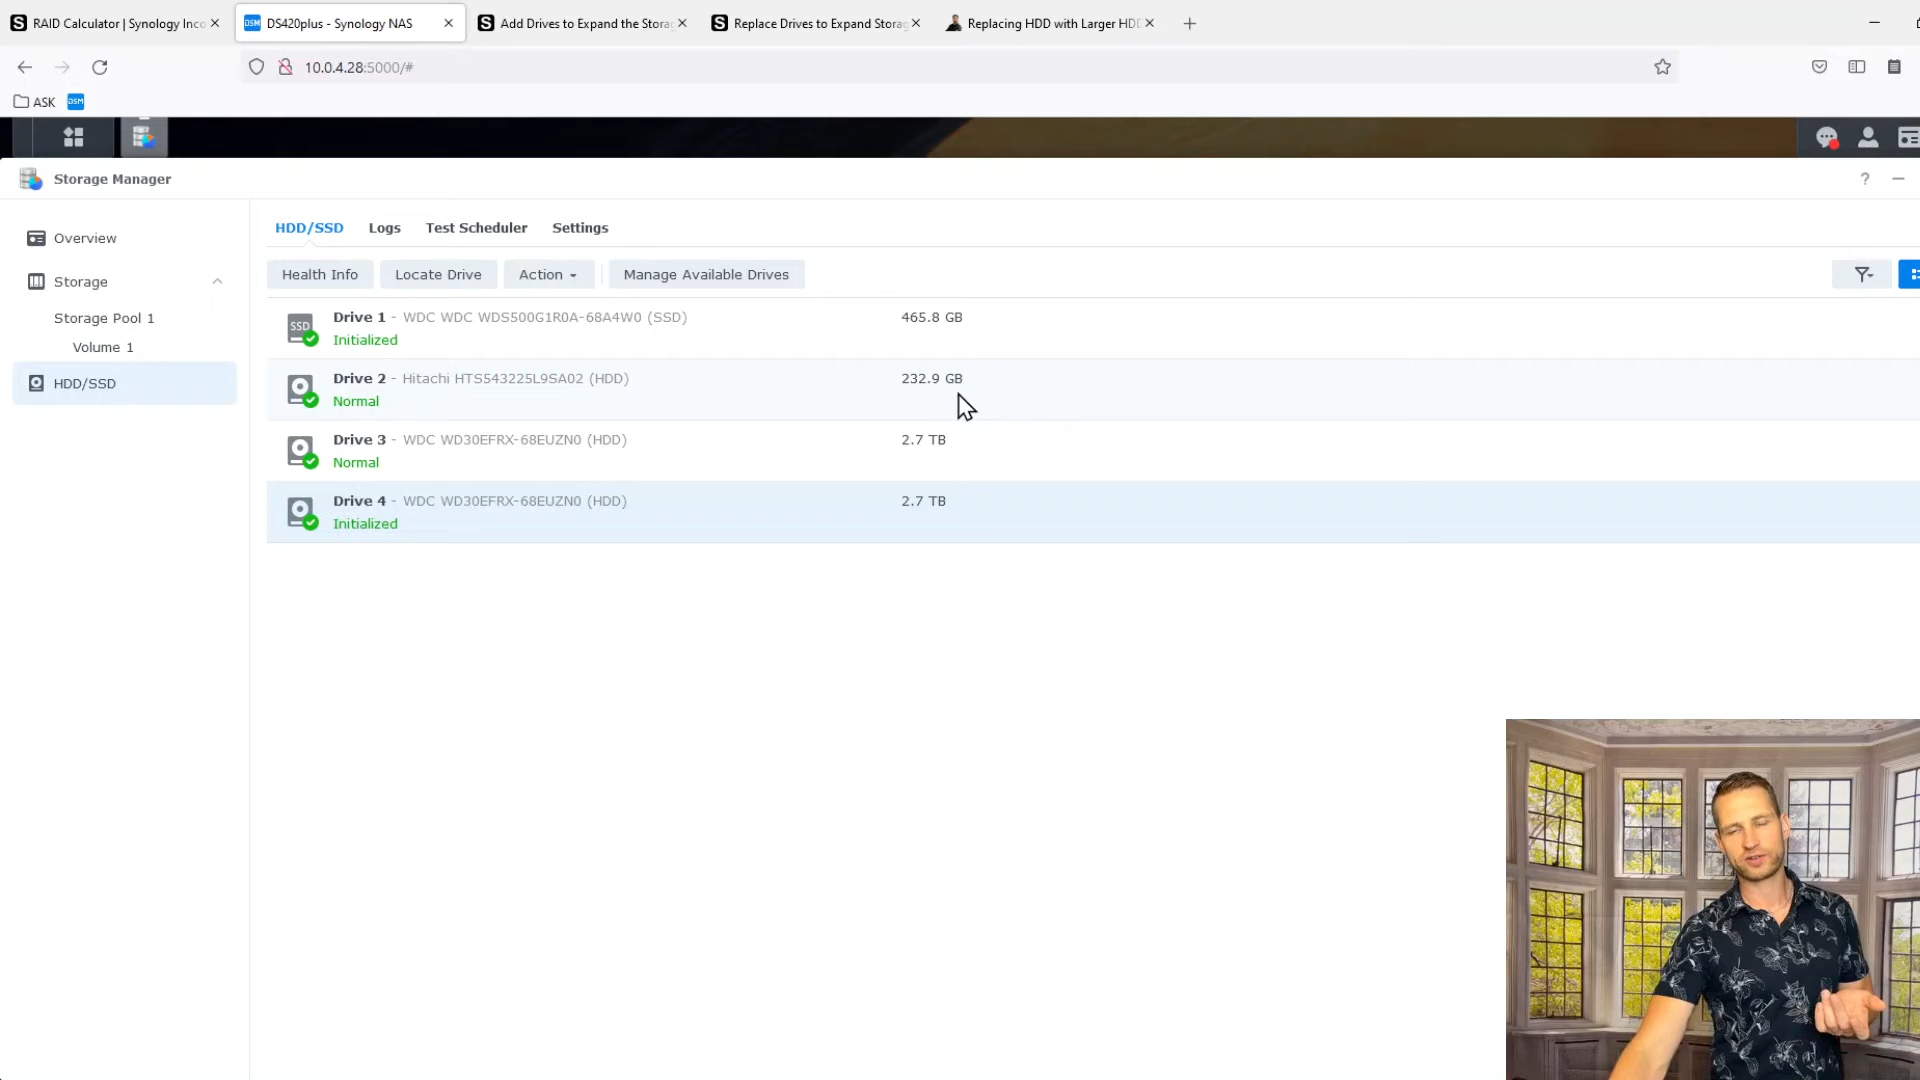 RAID Calculator | Synology Inco
DS420plus - Synology NAS
Add Drives to Expand the Stora
Replace Drives to Expand Storag
Replacing HDD with Larger HDD
10.0.4.28:5000/#
ASK
DSM
Storage Manager
Overview
Storage
Storage Pool 1
Volume 1
HDD/SSD
HDD/SSD Logs Test Scheduler Settings
Health Info Locate Drive Action Manage Available Drives
Drive 1 - WDC WDC WDS500G1R0A-68A4W0 (SSD) 465.8 GB
SSD
Initialized
Drive 2 - Hitachi HTS543225L9SA02 (HDD) 232.9 GB
Normal
Drive 3 - WDC WD30EFRX-68EUZN0 (HDD) 2.7 TB
Normal
Drive 4 - WDC WD30EFRX-68EUZN0 (HDD) 2.7 TB
Initialized